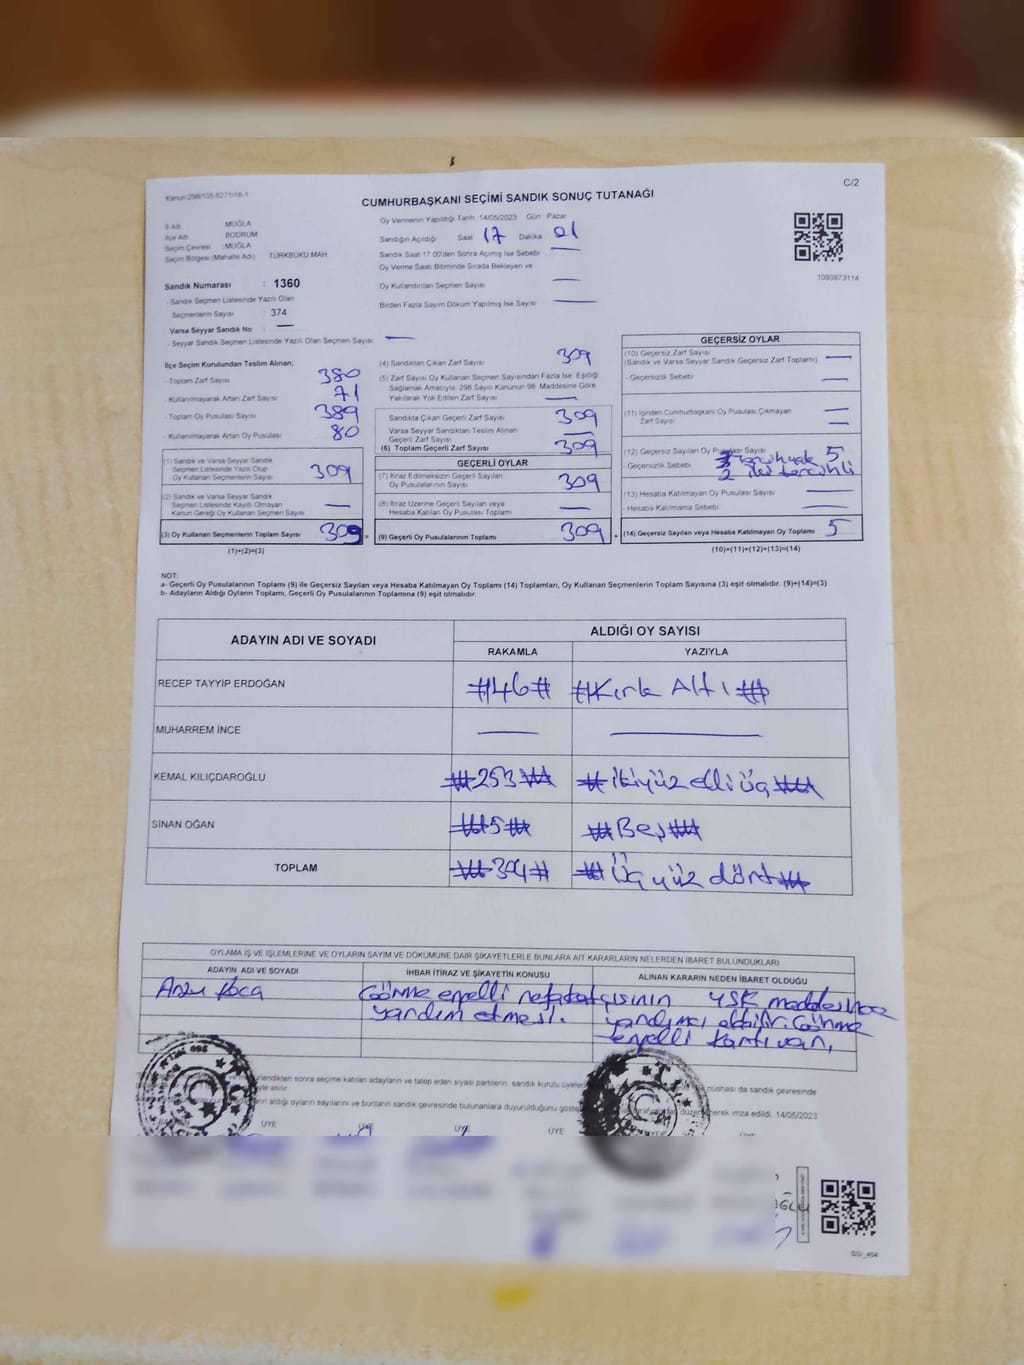 Kanun:298/105 6271/18-1
C/2
CUMHURBAŞKANI SEÇİMİ SANDIK SONUÇ TUTANAĞI
İl Adı MUĞLA
İlçe Adı BODRUM
Seçim Çevresi : MUĞLA
Seçim Bölgesi (Mahalle Adı) TÜRKBÜKÜ MAH
Oy Vermenin Yapıldığı Tarih 14/05/2023 Gün Pazar
Sandığın Açıldığı Saat 17 Dakika 01
Sandık Saat 17.00'den Sonra Açılmış İse Sebebi —
Oy Verme Saati Bitiminde Sırada Bekleyen ve
Oy Kullandırılan Seçmen Sayısı —
Birden Fazla Sayım Döküm Yapılmış İse Sayısı —
1093873114
Sandık Numarası : 1360
- Sandık Seçmen Listesinde Yazılı Olan
Seçmenlerin Sayısı : 374
Varsa Seyyar Sandık No : —
- Seyyar Sandık Seçmen Listesinde Yazılı Olan Seçmen Sayısı : —
İlçe Seçim Kurulundan Teslim Alınan;
- Toplam Zarf Sayısı 380
- Kullanılmayarak Artan Zarf Sayısı 71
- Toplam Oy Pusulası Sayısı 389
- Kullanılmayarak Artan Oy Pusulası 80
(1) Sandık ve Varsa Seyyar Sandık
Seçmen Listesinde Yazılı Olup
Oy Kullanan Seçmenlerin Sayısı 309
(2) Sandık ve Varsa Seyyar Sandık
Seçmen Listesinde Kayıtlı Olmayan
Kanun Gereği Oy Kullanan Seçmen Sayısı —
(3) Oy Kullanan Seçmenlerin Toplam Sayısı 309
(1)+(2)=(3)
(4) Sandıktan Çıkan Zarf Sayısı 309
(5) Zarf Sayısı Oy Kullanan Seçmen Sayısından Fazla İse, Eşitliği
Sağlamak Amacıyla, 298 Sayılı Kanunun 98. Maddesine Göre
Yakılarak Yok Edilen Zarf Sayısı —
Sandıkta Çıkan Geçerli Zarf Sayısı 309
Varsa Seyyar Sandıktan Teslim Alınan
Geçerli Zarf Sayısı —
(6) Toplam Geçerli Zarf Sayısı 309
GEÇERLİ OYLAR
(7) İtiraz Edilmeksizin Geçerli Sayılan
Oy Pusulalarının Sayısı 309
(8) İtiraz Üzerine Geçerli Sayılan veya
Hesaba Katılan Oy Pusulası Toplamı —
(9) Geçerli Oy Pusulalarının Toplamı 309
GEÇERSİZ OYLAR
(10) Geçersiz Zarf Sayısı
(Sandık ve Varsa Seyyar Sandık Geçersiz Zarf Toplamı) —
- Geçersizlik Sebebi —
(11) İçinden Cumhurbaşkanı Oy Pusulası Çıkmayan
Zarf Sayısı —
(12) Geçersiz Sayılan Oy Pusulası Sayısı 5
- Geçersizlik Sebebi
2 iki tercihli
(13) Hesaba Katılmayan Oy Pusulası Sayısı —
- Hesaba Katılmama Sebebi —
(14) Geçersiz Sayılan veya Hesaba Katılmayan Oy Toplamı 5
(10)+(11)+(12)+(13)=(14)
NOT:
a- Geçerli Oy Pusulalarının Toplamı (9) ile Geçersiz Sayılan veya Hesaba Katılmayan Oy Toplamı (14) Toplamları, Oy Kullanan Seçmenlerin Toplam Sayısına (3) eşit olmalıdır. (9)+(14)=(3)
b- Adayların Aldığı Oyların Toplamı, Geçerli Oy Pusulalarının Toplamına (9) eşit olmalıdır.
ADAYIN ADI VE SOYADI ALDIĞI OY SAYISI
RAKAMLA YAZIYLA
RECEP TAYYİP ERDOĞAN #46# #Kırk Altı#
MUHARREM İNCE — —
KEMAL KILIÇDAROĞLU #253# #ikiyüz elli üç#
SİNAN OĞAN #5# #Beş#
TOPLAM #304# #Üç yüz dört#
OYLAMA İŞ VE İŞLEMLERİNE VE OYLARIN SAYIM VE DÖKÜMÜNE DAİR ŞİKAYETLERLE BUNLARA AİT KARARLARIN NELERDEN İBARET BULUNDUKLARI
ADAYIN ADI VE SOYADI İHBAR İTİRAZ VE ŞİKAYETİN KONUSU ALINAN KARARIN NEDEN İBARET OLDUĞU
Arzu Koca Görme engelli refakatçısının YSK maddesince
yardım etmesi. yardımcı olabilir. Görme
engelli kartı var,
lendikten sonra seçime katılan adayların ve talep eden siyasi partilerin sandık kurulu üyeler
nüshası da sandık çevresinde
aldığı oyların sayılarını ve bunların sandık çevresinde bulunanlara duyurulduğunu göste
erek imza edildi. 14/05/2023
ÜYE ÜYE ÜYE ÜYE
GSI_464